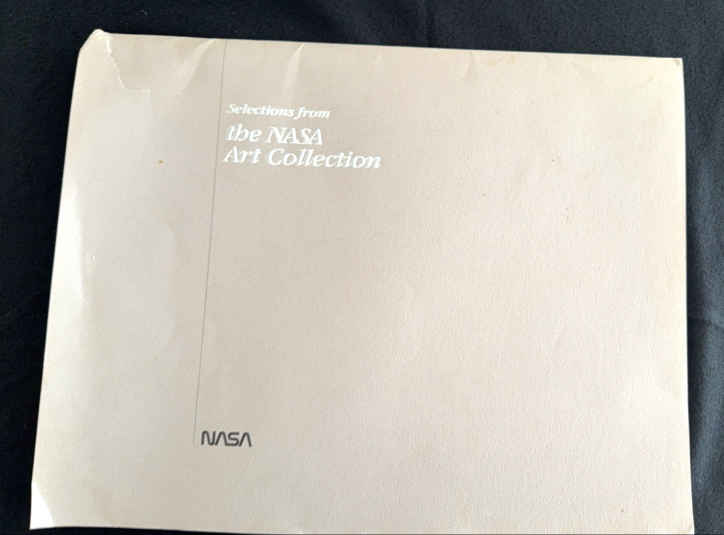 Selections from
the NASA
Art Collection
NASA